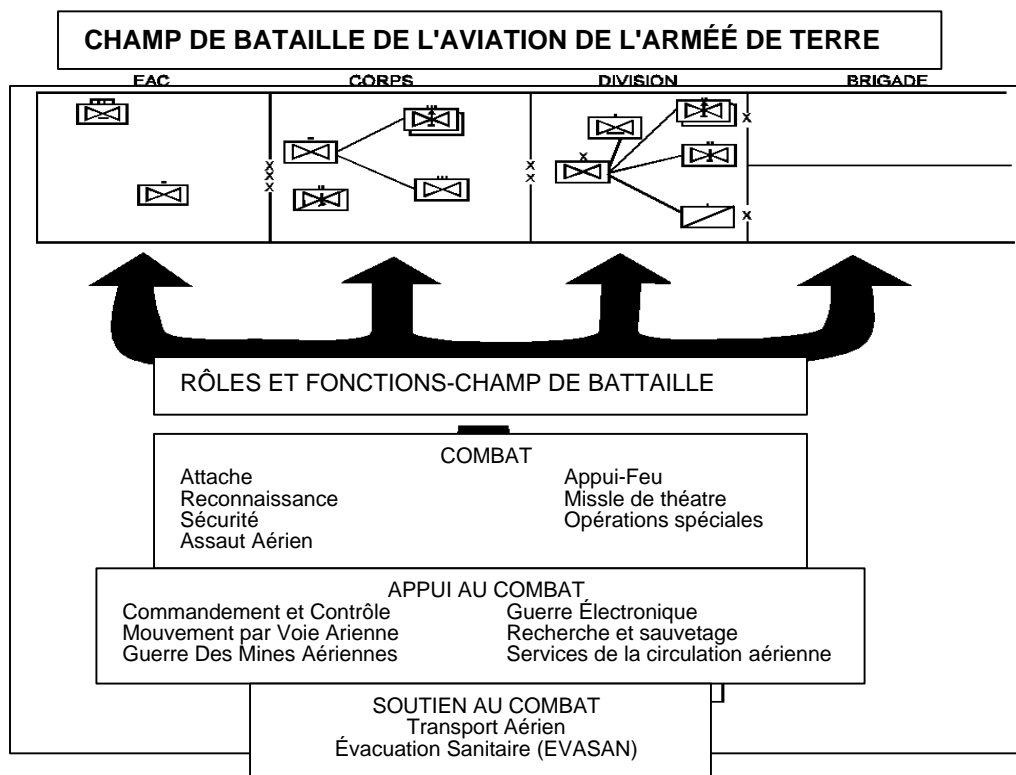 CHAMP DE BATAILLE DE L'AVIATION DE L'ARMÉÉ DE TERRE
EAC CORPS DIVISION BRIGADE
RÔLES ET FONCTIONS-CHAMP DE BATTAILLE
COMBAT
Attache Appui-Feu
Reconnaissance Missle de théatre
Sécurité Opérations spéciales
Assaut Aérien
APPUI AU COMBAT
Commandement et Contrôle Guerre Électronique
Mouvement par Voie Arienne Recherche et sauvetage
Guerre Des Mines Aériennes Services de la circulation aérienne
SOUTIEN AU COMBAT
Transport Aérien
Évacuation Sanitaire (EVASAN)